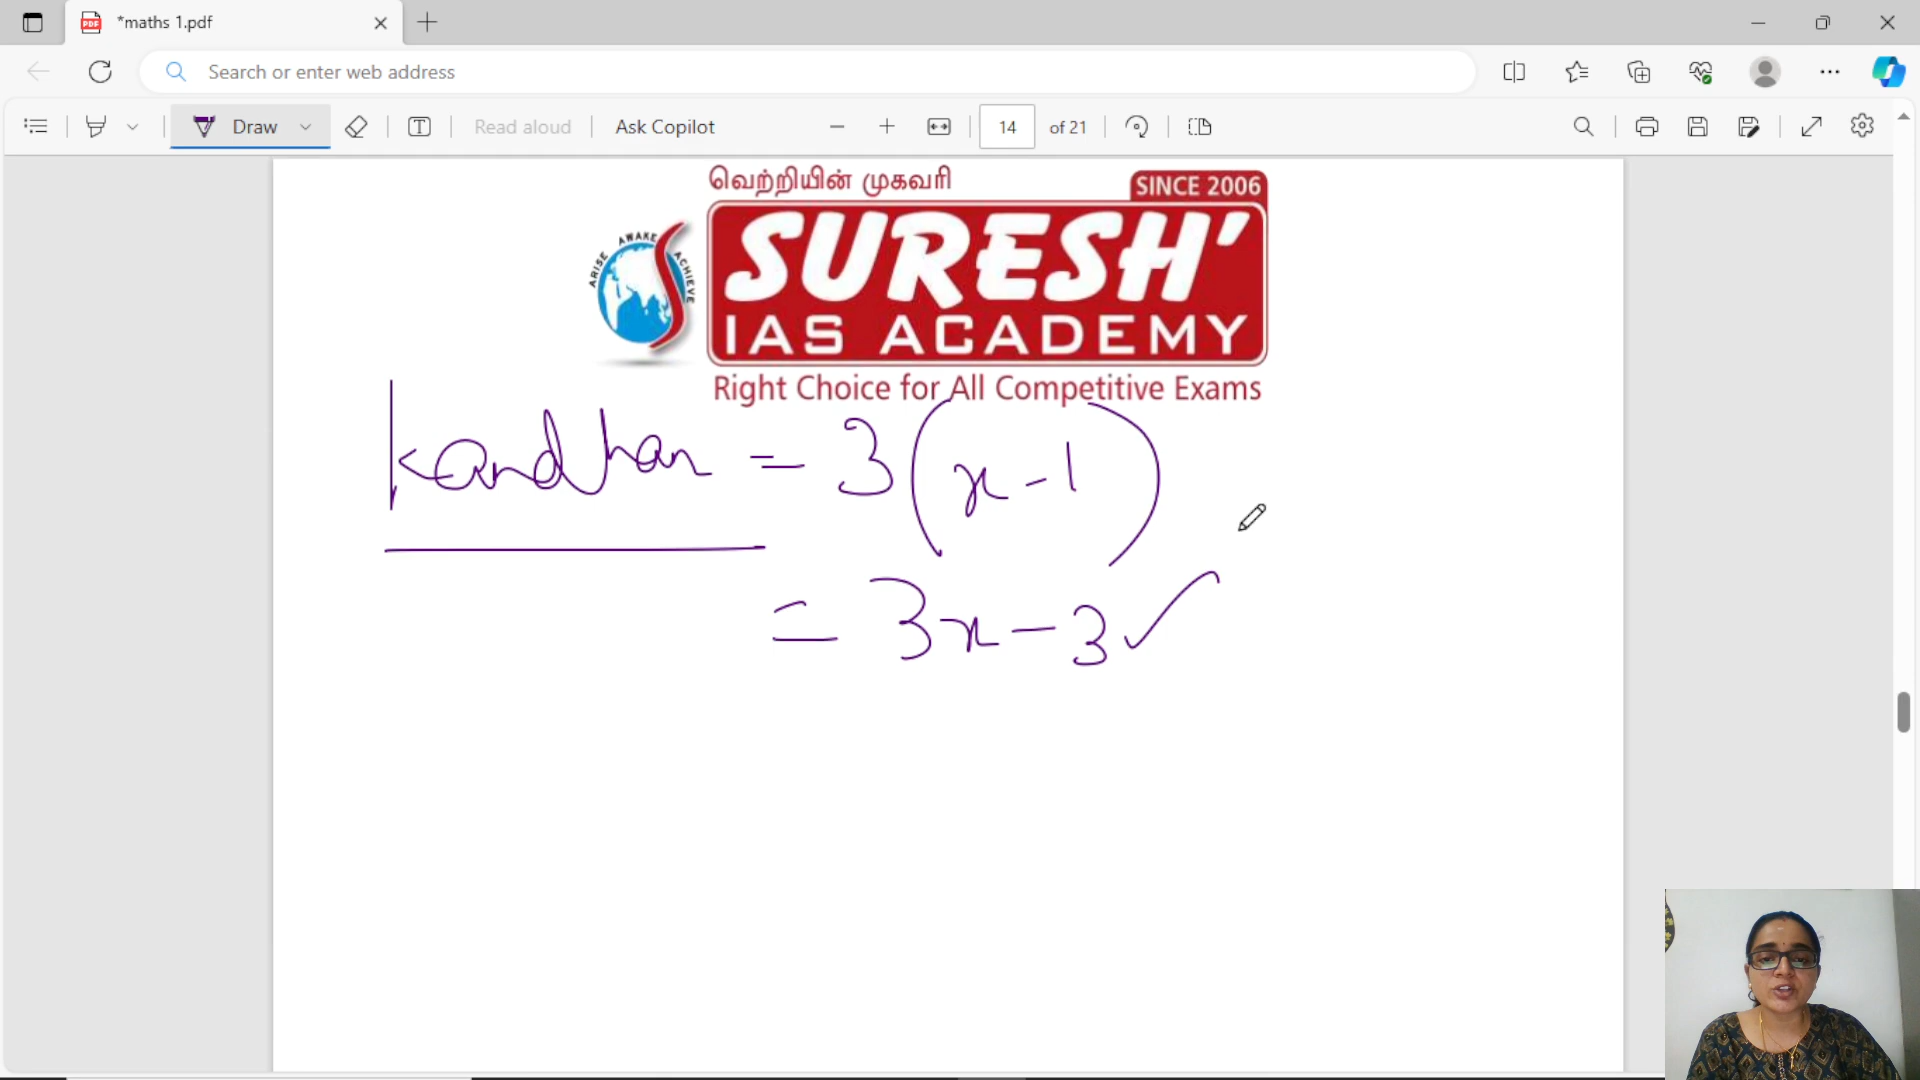 *maths 1.pdf
Search or enter web address
Draw
Read aloud
Ask Copilot
14 of 21
வெற்றியின் முகவரி
SINCE 2006
ARISE AWAKE ACHIEVE
SURESH'
IAS ACADEMY
Right Choice for All Competitive Exams
kandhan = 3(x-1)
= 3x-3✓